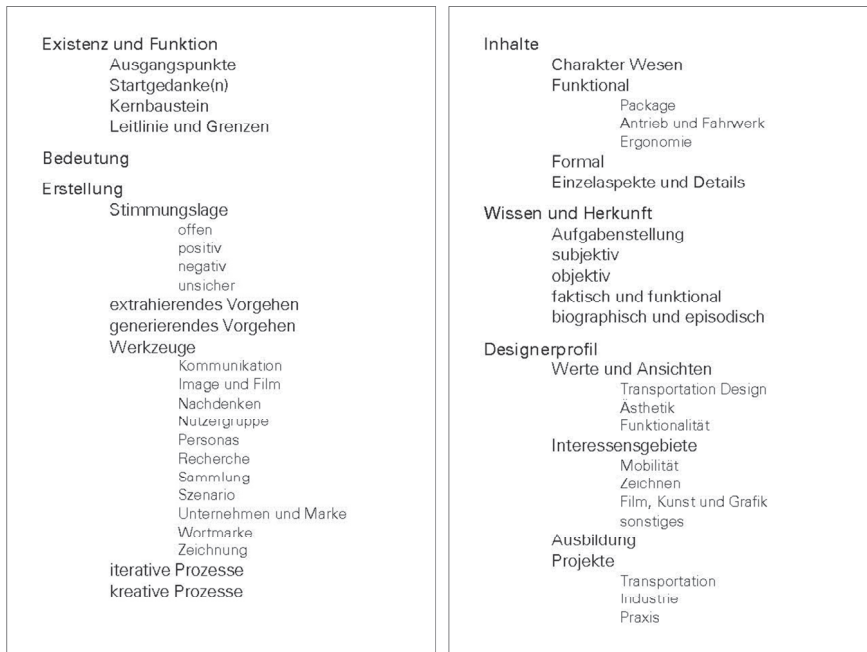 Existenz und Funktion
Ausgangspunkte
Startgedanke(n)
Kernbaustein
Leitlinie und Grenzen
Bedeutung
Erstellung
Stimmungslage
offen
positiv
negativ
unsicher
extrahierendes Vorgehen
generierendes Vorgehen
Werkzeuge
Kommunikation
Image und Film
Nachdenken
Nutzergruppe
Personas
Recherche
Sammlung
Szenario
Unternehmen und Marke
Wortmarke
Zeichnung
iterative Prozesse
kreative Prozesse
Inhalte
Charakter Wesen
Funktional
Package
Antrieb und Fahrwerk
Ergonomie
Formal
Einzelaspekte und Details
Wissen und Herkunft
Aufgabenstellung
subjektiv
objektiv
faktisch und funktional
biographisch und episodisch
Designerprofil
Werte und Ansichten
Transportation Design
Ästhetik
Funktionalität
Interessensgebiete
Mobilität
Zeichnen
Film, Kunst und Grafik
sonstiges
Ausbildung
Projekte
Transportation
Industrie
Praxis